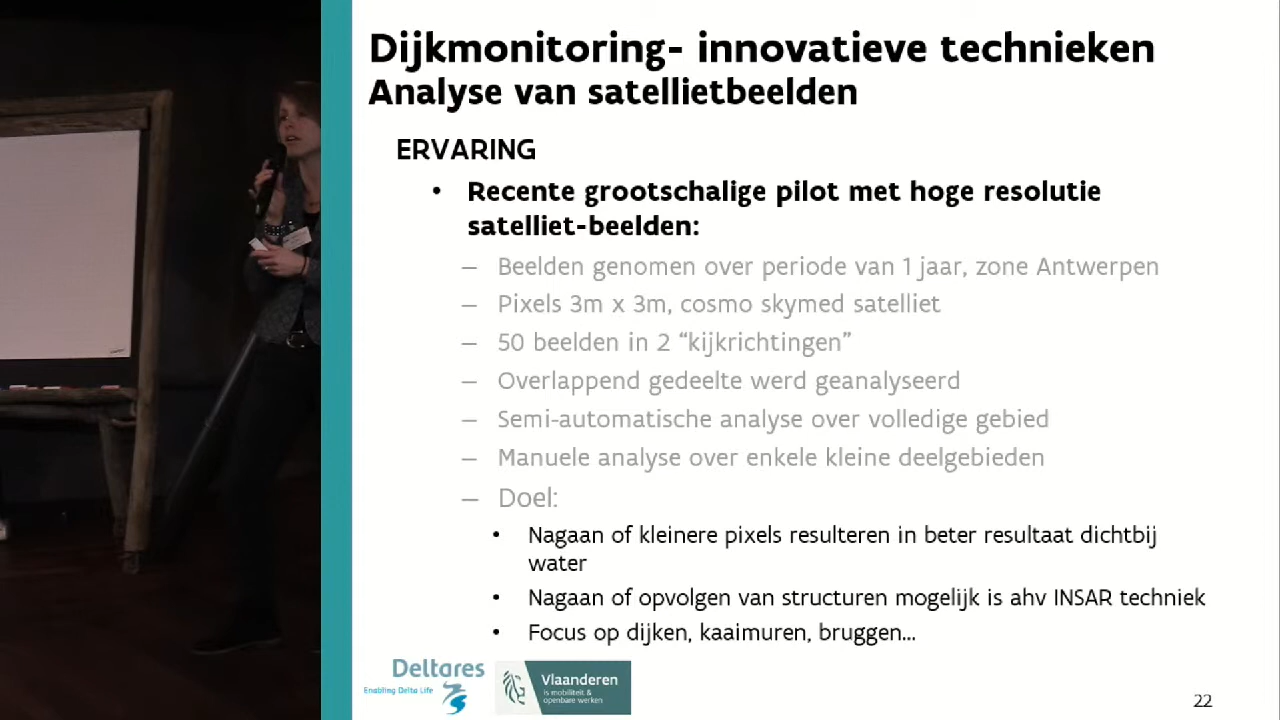 Dijkmonitoring- innovatieve technieken
Analyse van satellietbeelden
ERVARING
• Recente grootschalige pilot met hoge resolutie
satelliet-beelden:
– Beelden genomen over periode van 1 jaar, zone Antwerpen
– Pixels 3m x 3m, cosmo skymed satelliet
– 50 beelden in 2 “kijkrichtingen”
– Overlappend gedeelte werd geanalyseerd
– Semi-automatische analyse over volledige gebied
– Manuele analyse over enkele kleine deelgebieden
– Doel:
• Nagaan of kleinere pixels resulteren in beter resultaat dichtbij
water
• Nagaan of opvolgen van structuren mogelijk is ahv INSAR techniek
• Focus op dijken, kaaimuren, bruggen...
Deltares
Enabling Delta Life
Vlaanderen
is mobiliteit &
openbare werken
22